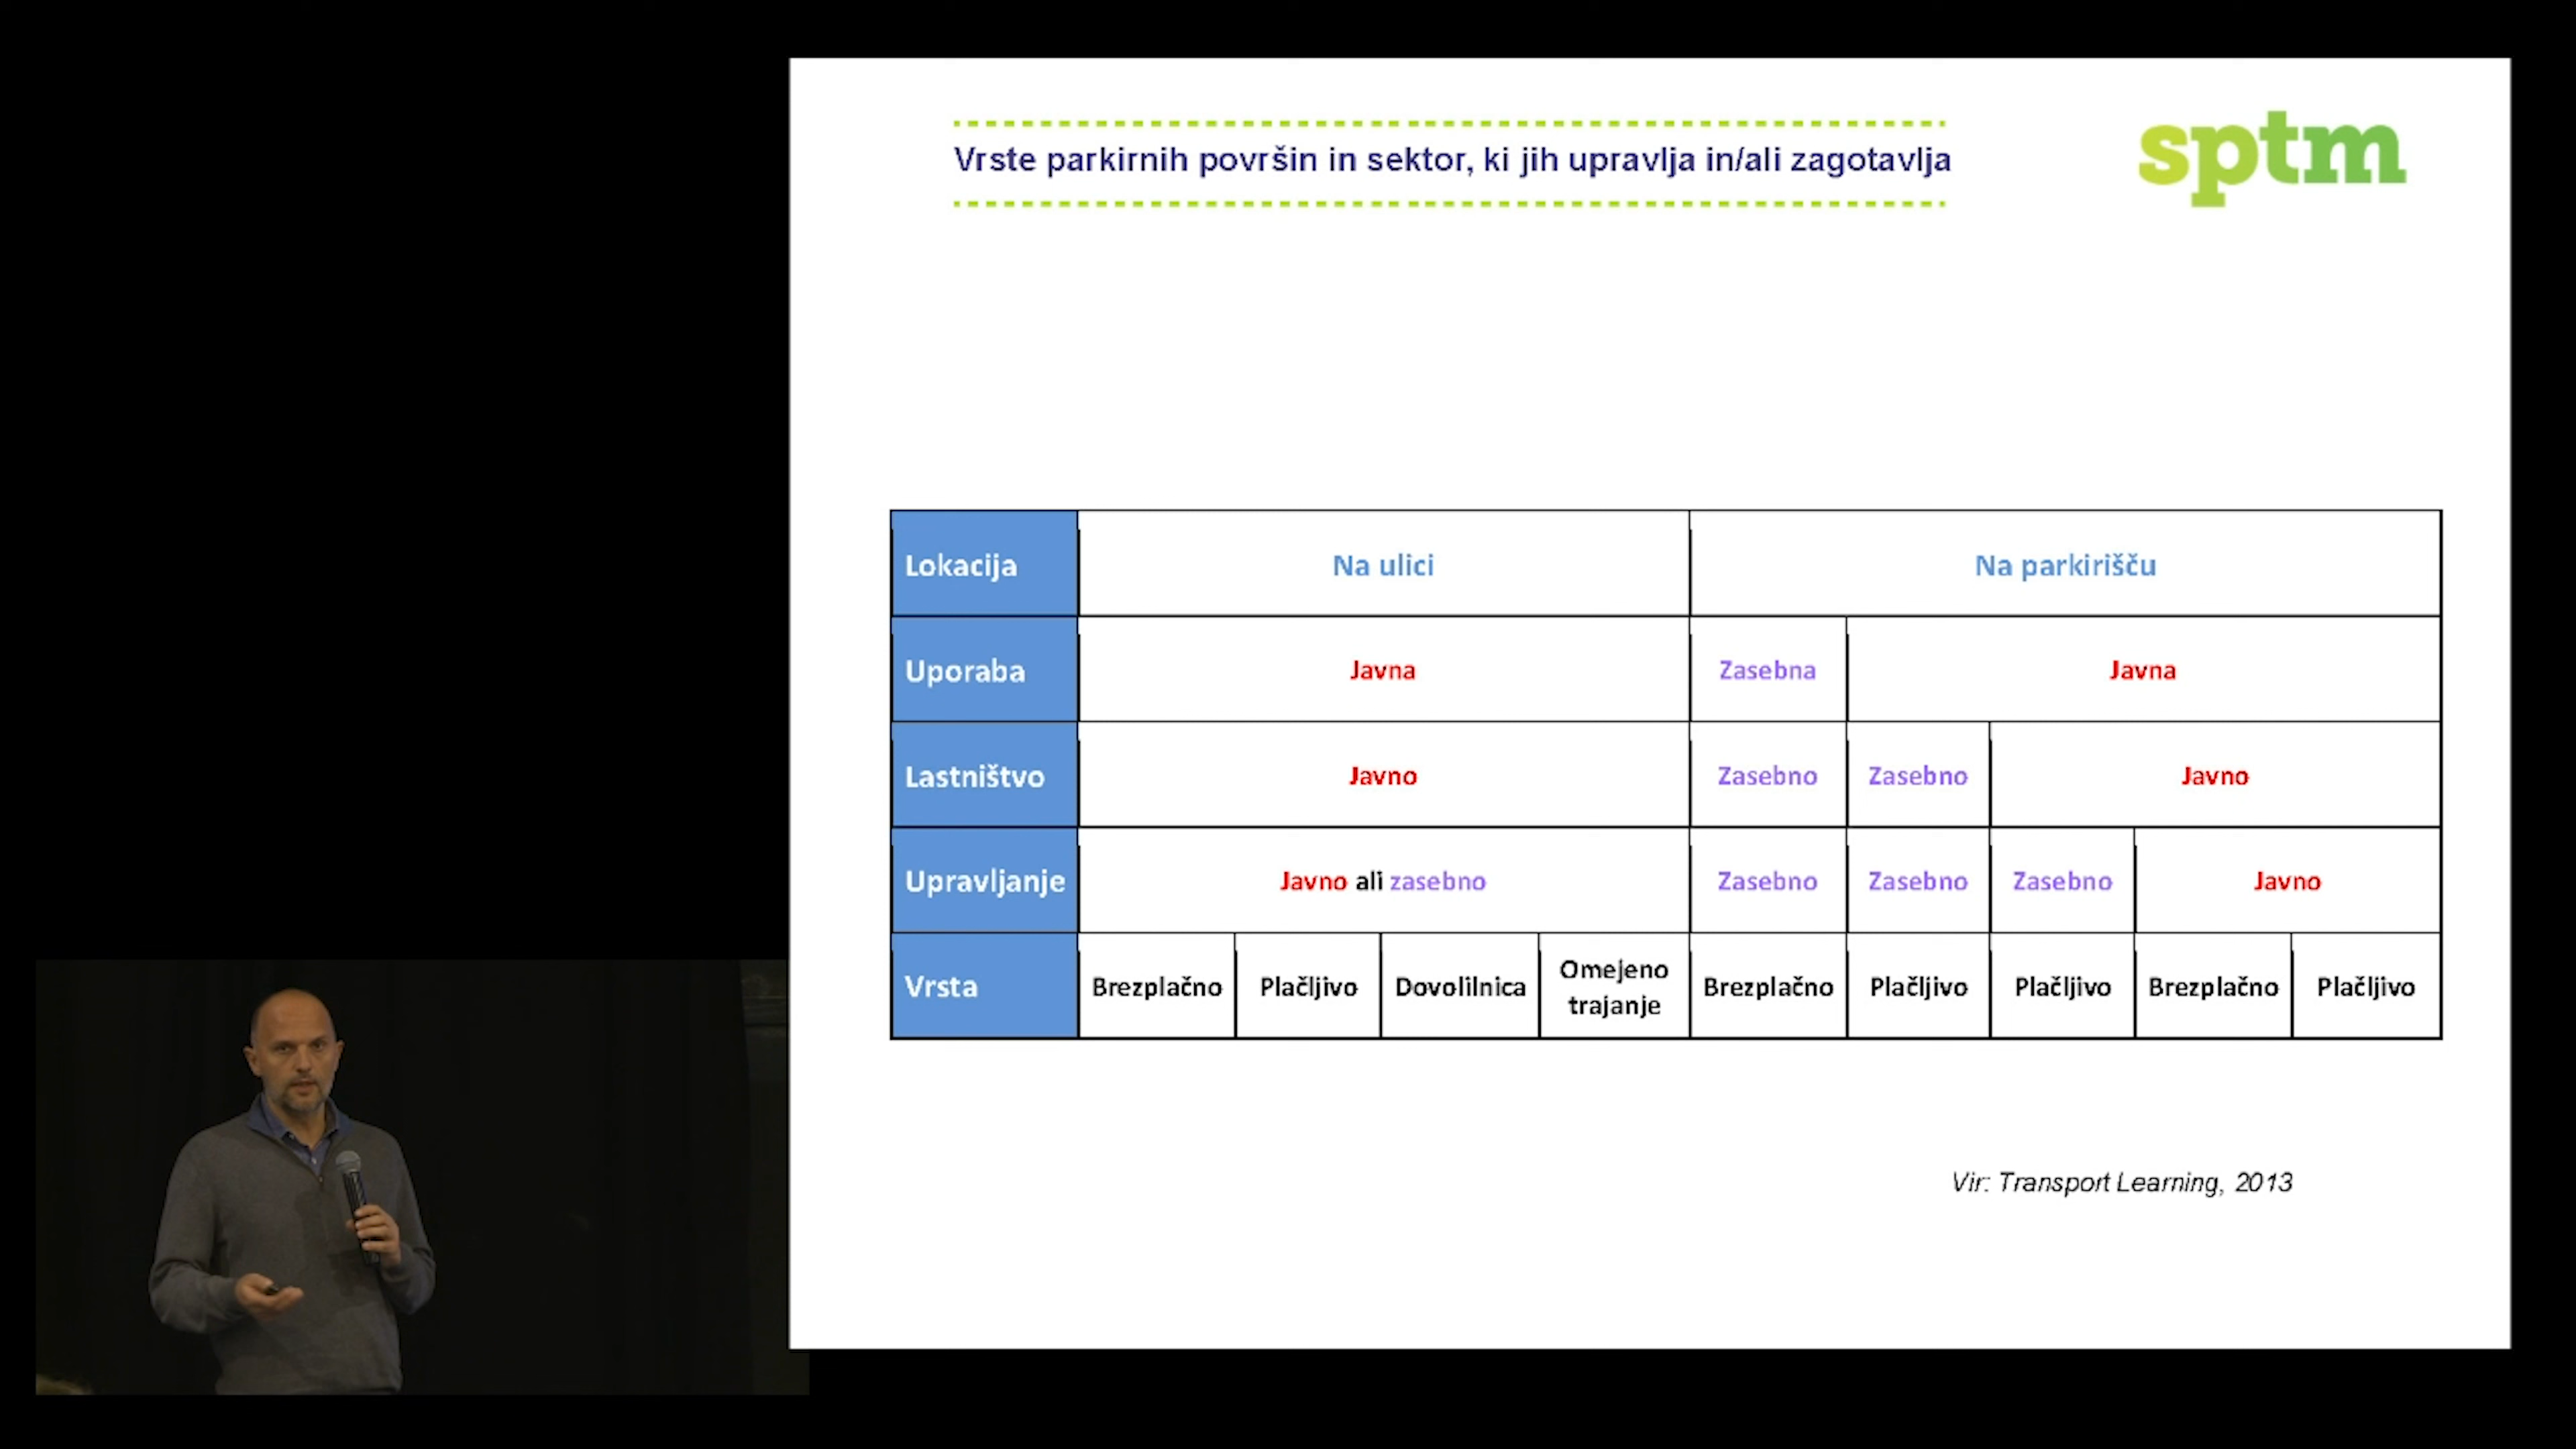 Vrste parkirnih površin in sektor, ki jih upravlja in/ali zagotavlja
sptm
Lokacija Na ulici Na parkirišču
Uporaba Javna Zasebna Javna
Lastništvo Javno Zasebno Zasebno Javno
Upravljanje Javno ali zasebno Zasebno Zasebno Zasebno Javno
Vrsta Brezplačno Plačljivo Dovolilnica Omejeno trajanje Brezplačno Plačljivo Plačljivo Brezplačno Plačljivo
Vir: Transport Learning, 2013